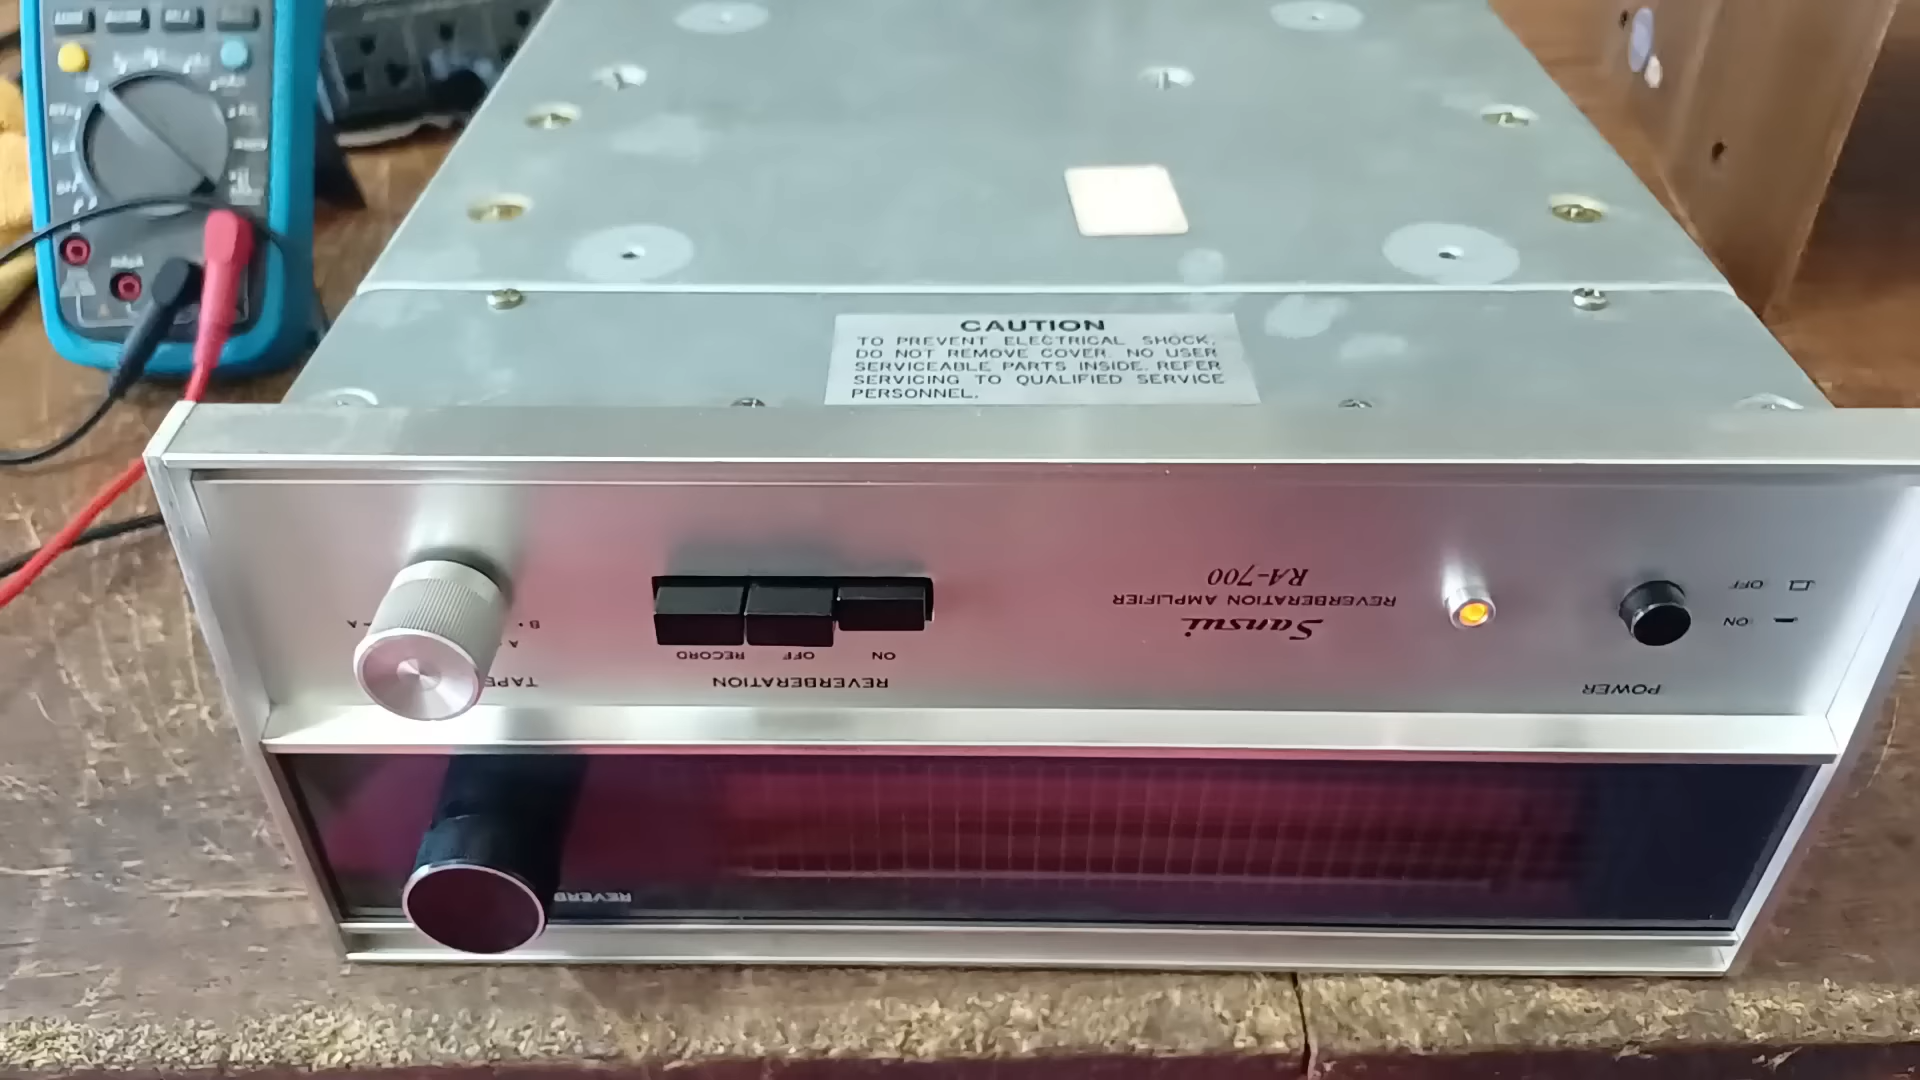 CAUTION
TO PREVENT ELECTRICAL SHOCK,
DO NOT REMOVE COVER. NO USER
SERVICEABLE PARTS INSIDE. REFER
SERVICING TO QUALIFIED SERVICE
PERSONNEL.
POWER
ON
OFF
Sansui
REVERBERATION AMPLIFIER
RA-700
REVERBERATION
ON
OFF
RECORD
TAPE
A
B
A
REVERB